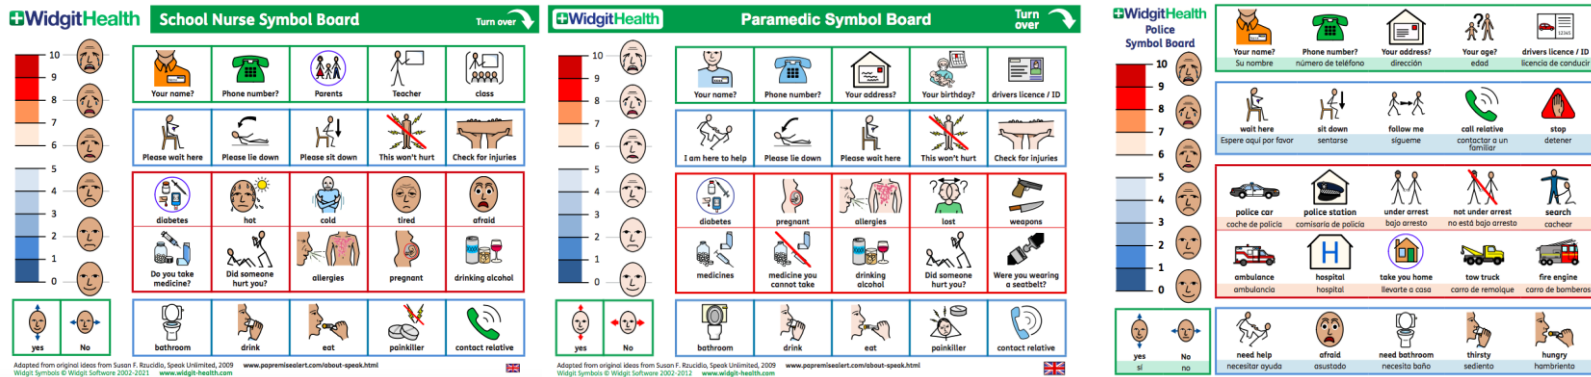 WidgitHealth
School Nurse Symbol Board
Turn over
10
9
8
7
6
5
4
3
2
1
0
Your name? Phone number? Parents Teacher class
Please wait here Please lie down Please sit down This won't hurt Check for injuries
diabetes hot cold tired afraid
Do you take medicine? Did someone hurt you? allergies pregnant drinking alcohol
yes No
bathroom drink eat painkiller contact relative
Adapted from original ideas from Susan F. Rzucidlo, Speak Unlimited, 2009 www.papremisealert.com/about-speak.html
Widgit Symbols © Widgit Software 2002-2021 www.widgit-health.com
WidgitHealth
Paramedic Symbol Board
Turn over
10
9
8
7
6
5
4
3
2
1
0
Your name? Phone number? Your address? Your birthday? drivers licence / ID
I am here to help Please lie down Please wait here This won't hurt Check for injuries
diabetes pregnant allergies lost weapons
medicines medicine you cannot take drinking alcohol Did someone hurt you? Were you wearing a seatbelt?
yes No
bathroom drink eat painkiller contact relative
Adapted from original ideas from Susan F. Rzucidlo, Speak Unlimited, 2009 www.papremisealert.com/about-speak.html
Widgit Symbols © Widgit Software 2002-2012 www.widgit-health.com
WidgitHealth
Police
Symbol Board
10
9
8
7
6
5
4
3
2
1
0
Your name? Phone number? Your address? Your age? drivers licence / ID
Su nombre número de teléfono dirección edad licencia de conducir
wait here sit down follow me call relative stop
Espere aquí por favor sentarse sígueme contactar a un familiar detener
police car police station under arrest not under arrest search
coche de policía comisaria de policía bajo arresto no está bajo arresto cachear
ambulance hospital take you home tow truck fire engine
ambulancia hospital llevarte a casa carro de remolque carro de bomberos
H
yes No
si no
need help afraid need bathroom thirsty hungry
necesitar ayuda asustado necesita baño sediento hambriento